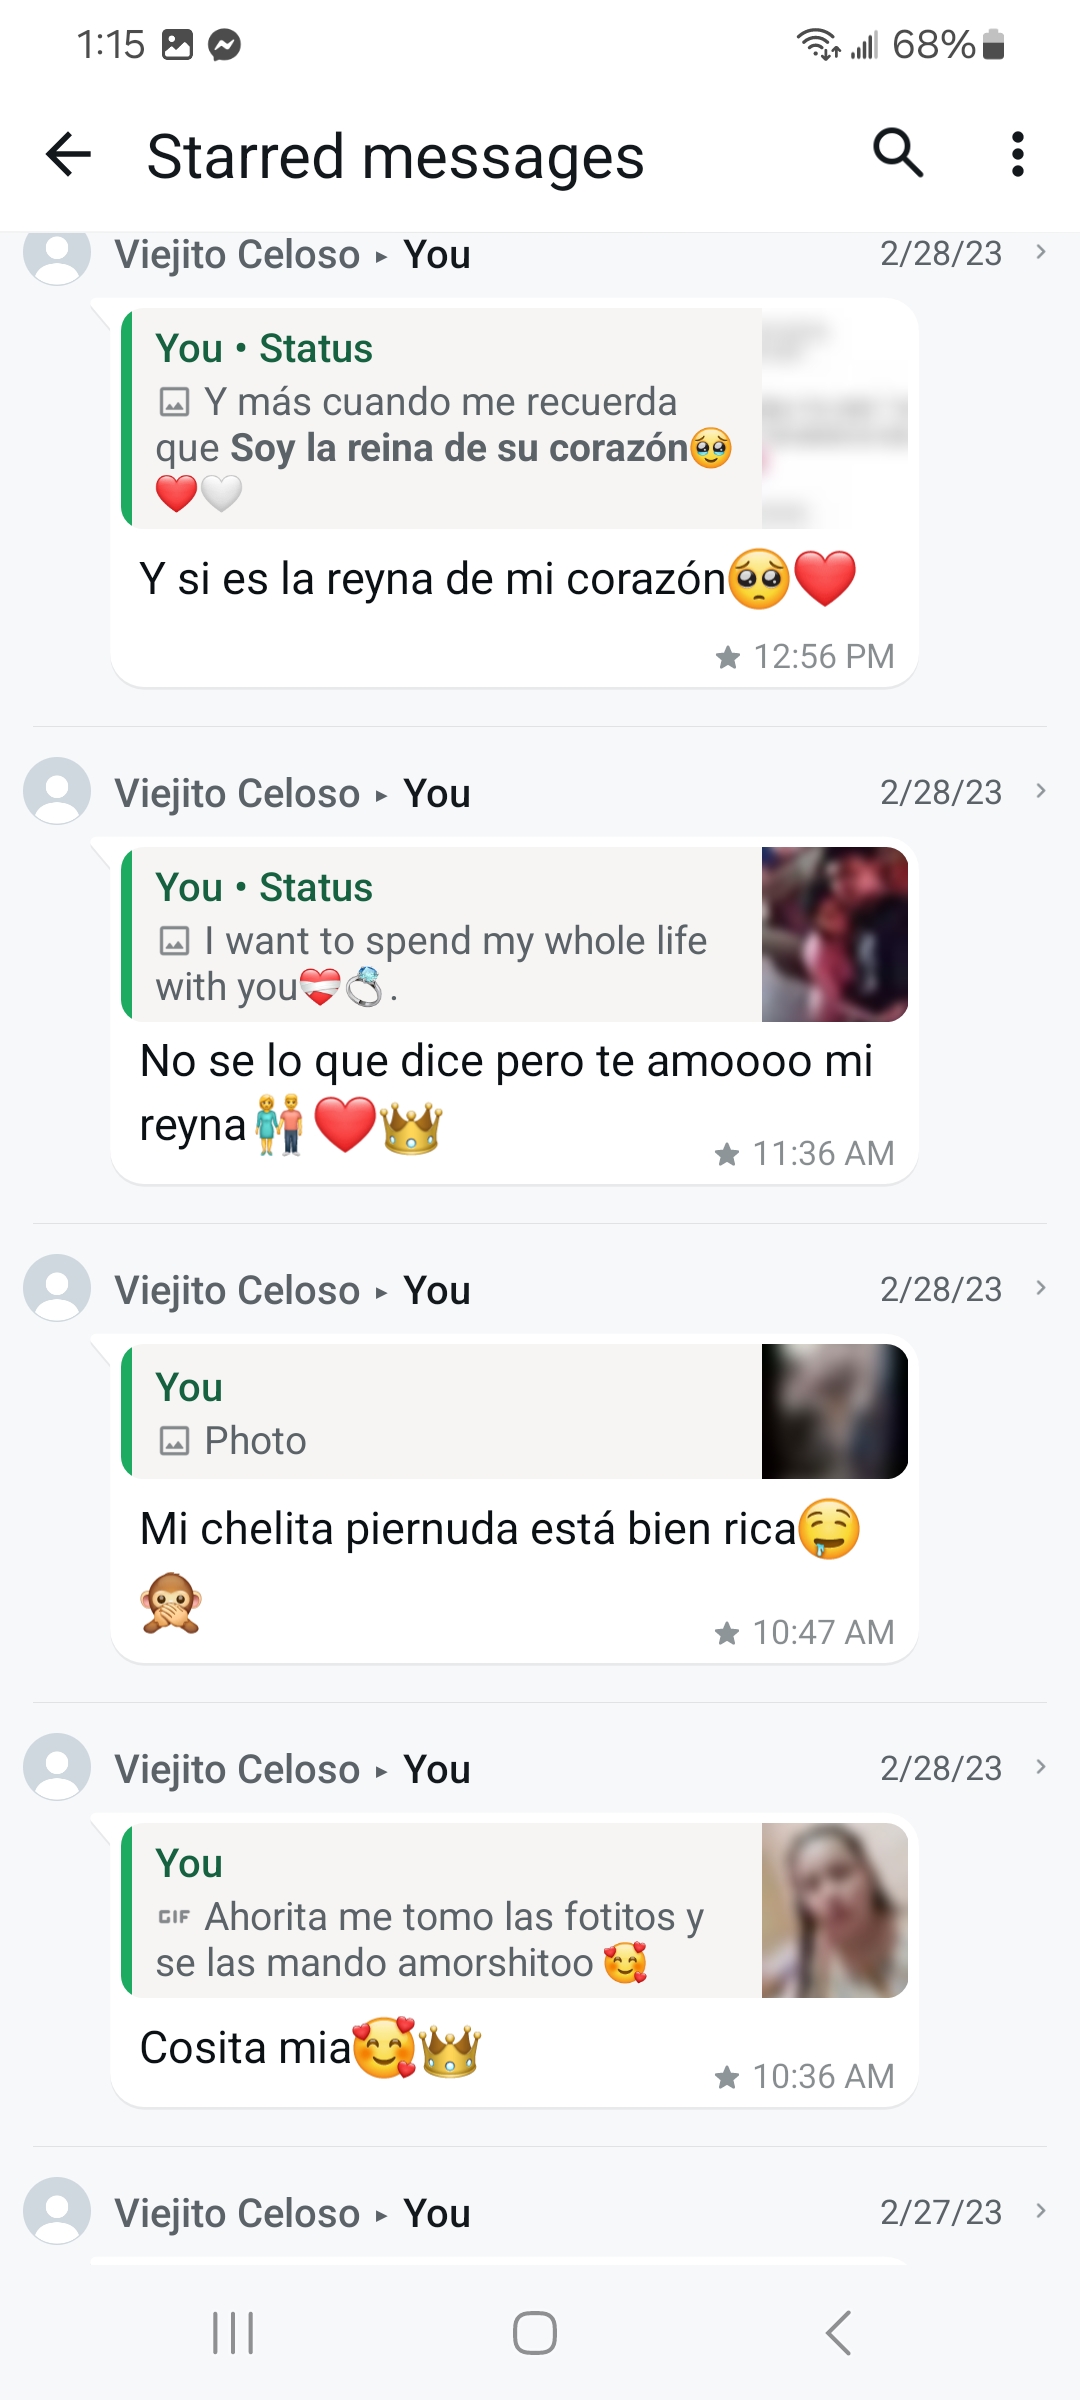 1:15 68%
Starred messages
Viejito Celoso ▸ You 2/28/23
You • Status
Y más cuando me recuerda
que Soy la reina de su corazón🥹
❤️🤍
Y si es la reyna de mi corazón🥺❤️
★ 12:56 PM
Viejito Celoso ▸ You 2/28/23
You • Status
I want to spend my whole life
with you❤️‍🩹💍.
No se lo que dice pero te amoooo mi
reyna👫❤️👑
★ 11:36 AM
Viejito Celoso ▸ You 2/28/23
You
Photo
Mi chelita piernuda está bien rica🤤
🙊
★ 10:47 AM
Viejito Celoso ▸ You 2/28/23
You
GIF Ahorita me tomo las fotitos y
se las mando amorshitoo 🥰
Cosita mia🥰👑
★ 10:36 AM
Viejito Celoso ▸ You 2/27/23